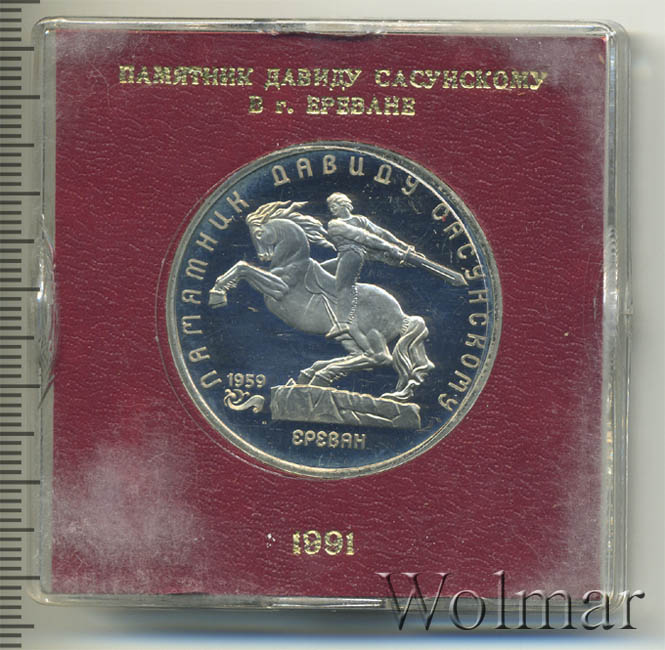 ПАМЯТНИК ДАВИДУ САСУНСКОМУ
В г. ЕРЕВАНЕ
ПАМЯТНИК ДАВИДУ САСУНСКОМУ
1959
ЕРЕВАН
1991
Wolmar